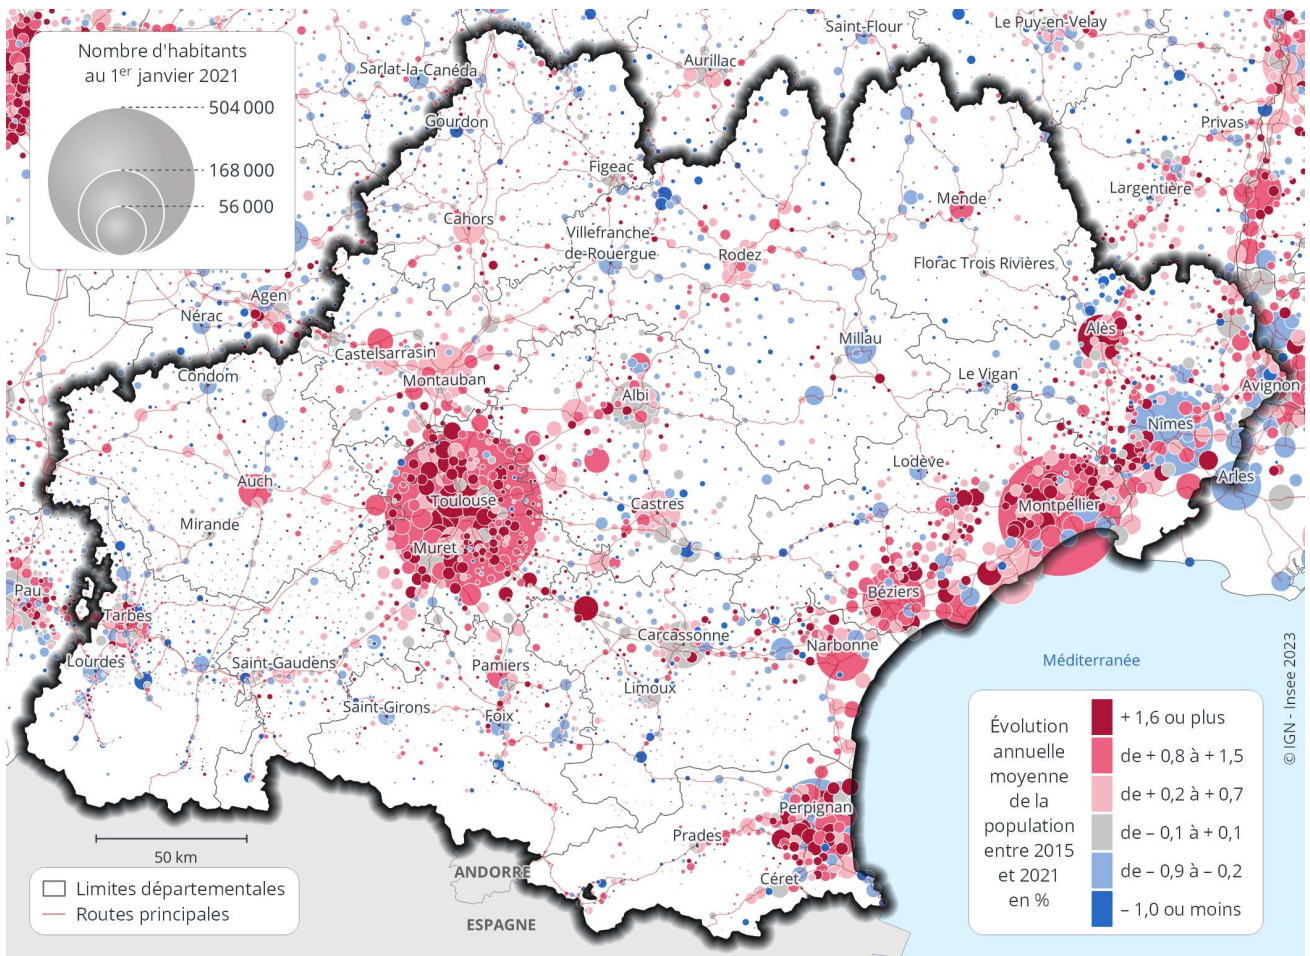 Nombre d'habitants
au 1er janvier 2021
504 000
168 000
56 000
Saint-Flour
Le Puy-en-Velay
Aurillac
Sarlat-la-Canéda
Gourdon
Privas
Figeac
Largentière
Mende
Cahors
Villefranche-
de-Rouergue
Rodez
Florac Trois Rivières
Agen
Nérac
Alès
Millau
Castelsarrasin
Montauban
Condom
Le Vigan
Avignon
Albi
Nîmes
Lodève
Arles
Auch
Toulouse
Castres
Montpellier
Mirande
Muret
Pau
Béziers
Tarbes
Carcassonne
Narbonne
Lourdes
Saint-Gaudens
Pamiers
Limoux
Méditerranée
Saint-Girons
Foix
Perpignan
Prades
Céret
ANDORRE
ESPAGNE
50 km
Limites départementales
Routes principales
Évolution
annuelle
moyenne
de la
population
entre 2015
et 2021
en %
+ 1,6 ou plus
de + 0,8 à + 1,5
de + 0,2 à + 0,7
de – 0,1 à + 0,1
de – 0,9 à – 0,2
– 1,0 ou moins
© IGN - Insee 2023